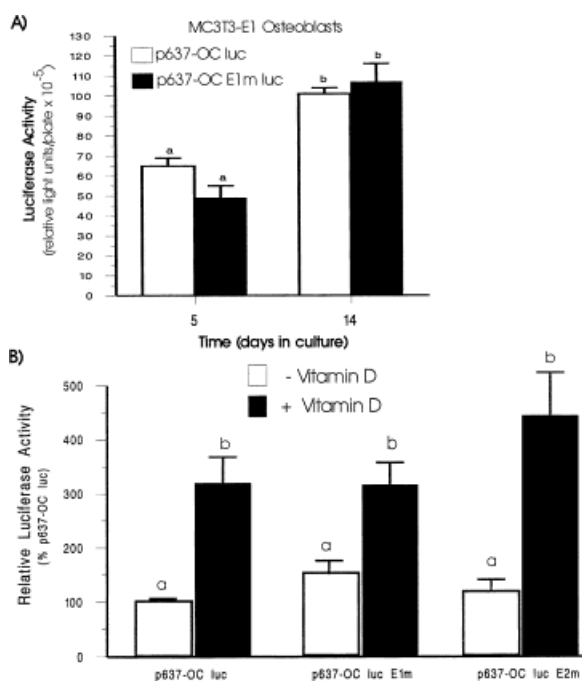 A)
MC3T3-E1 Osteoblasts
p637-OC luc
p637-OC E1m luc
Luciferase Activity
(relative light units/plate x 10-5)
130
120
110
100
90
80
70
60
50
40
30
20
10
0
a
a
b
b
5
14
Time (days in culture)
B)
- Vitamin D
+ Vitamin D
Relative Luciferase Activity
(% p637-OC luc)
500
400
300
200
100
0
a
b
a
b
a
b
p637-OC luc
p637-OC luc E1m
p637-OC luc E2m